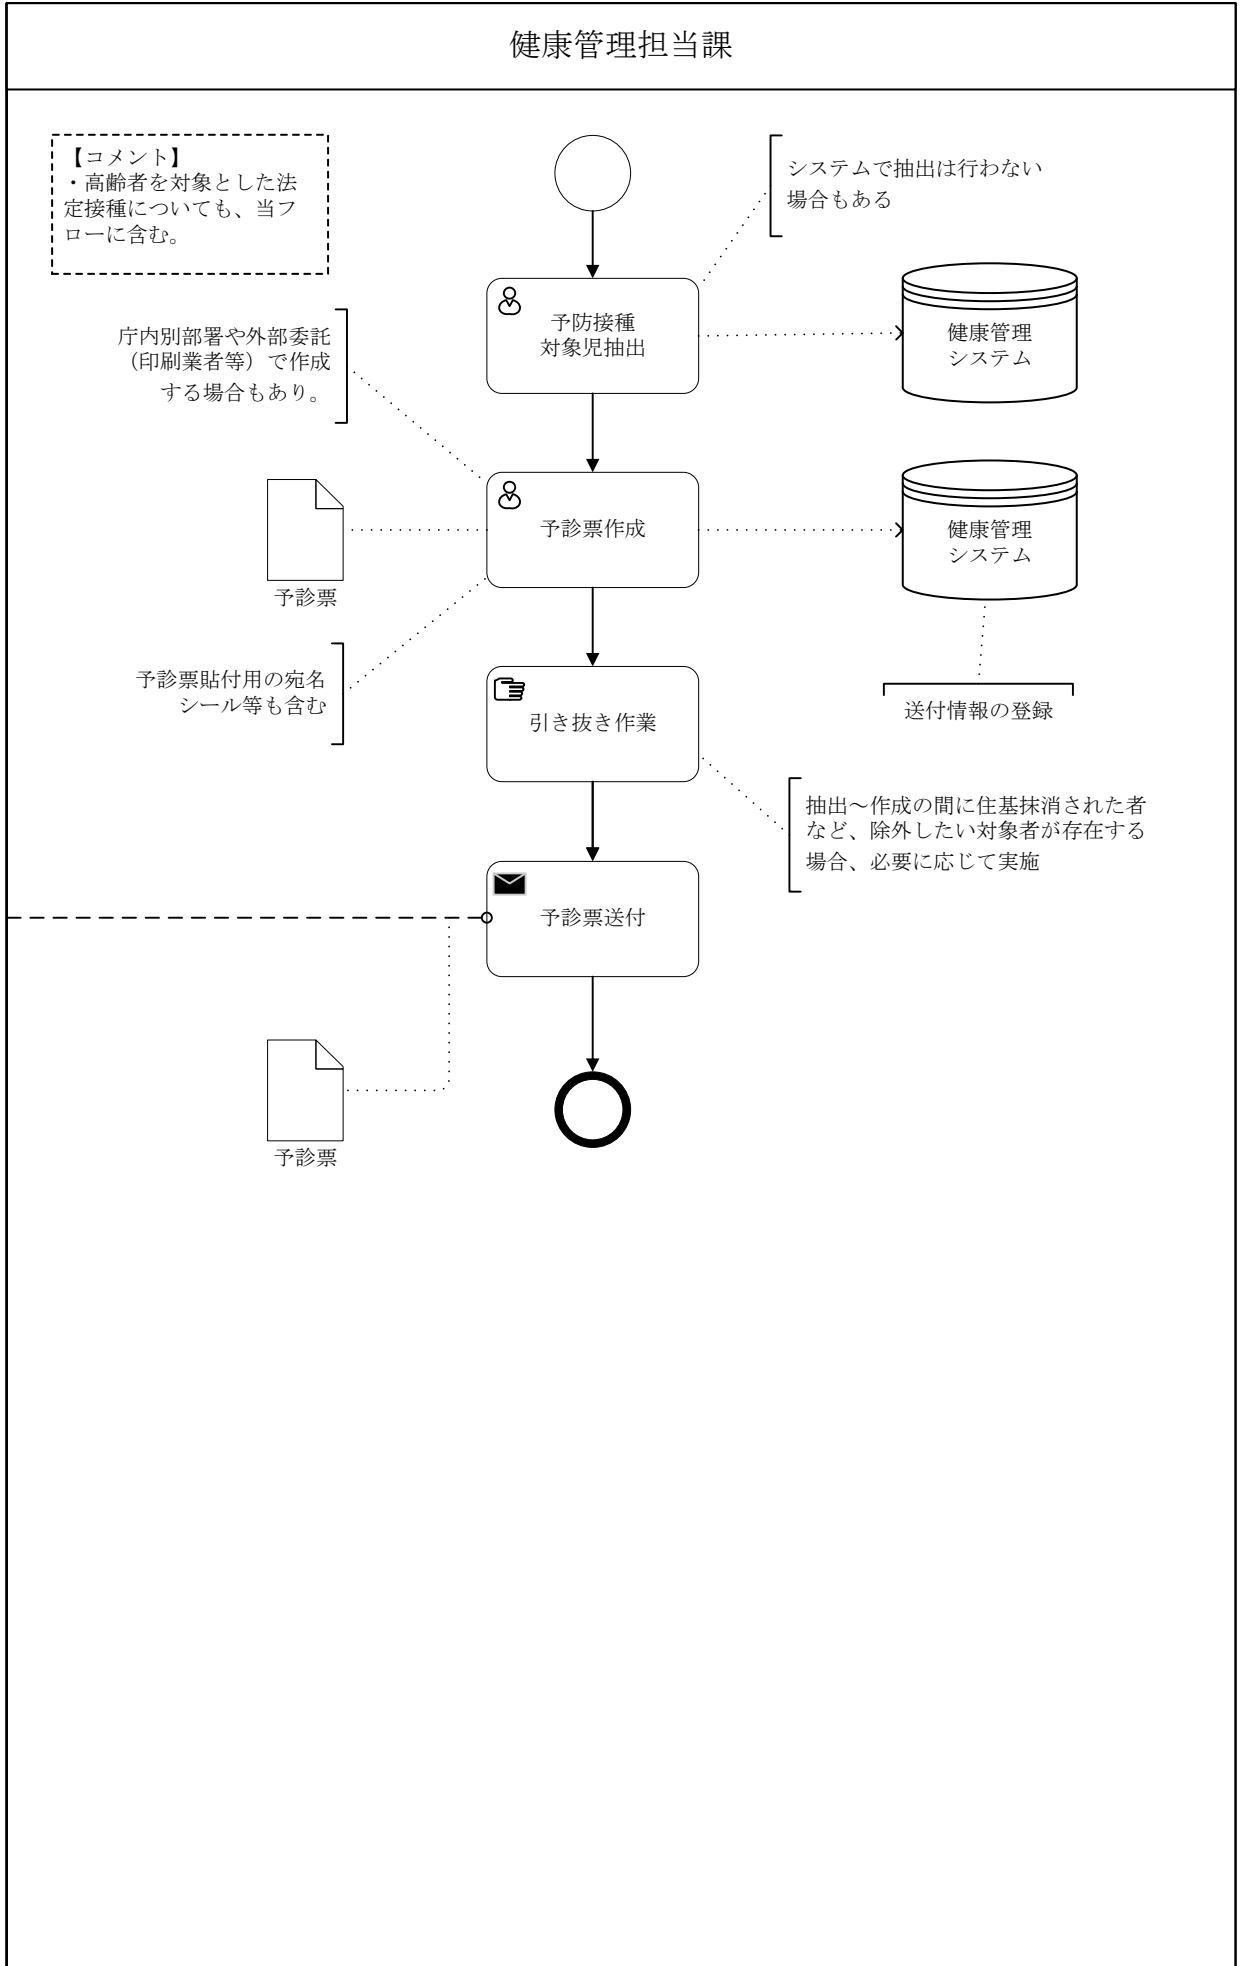 健康管理担当課
【コメント】
・高齢者を対象とした法
定接種についても、当フ
ローに含む。
システムで抽出は行わない
場合もある
予防接種
対象児抽出
健康管理
システム
庁内別部署や外部委託
（印刷業者等）で作成
する場合もあり。
予診票作成
健康管理
システム
予診票
予診票貼付用の宛名
シール等も含む
引き抜き作業
送付情報の登録
抽出～作成の間に住基抹消された者
など、除外したい対象者が存在する
場合、必要に応じて実施
予診票送付
予診票